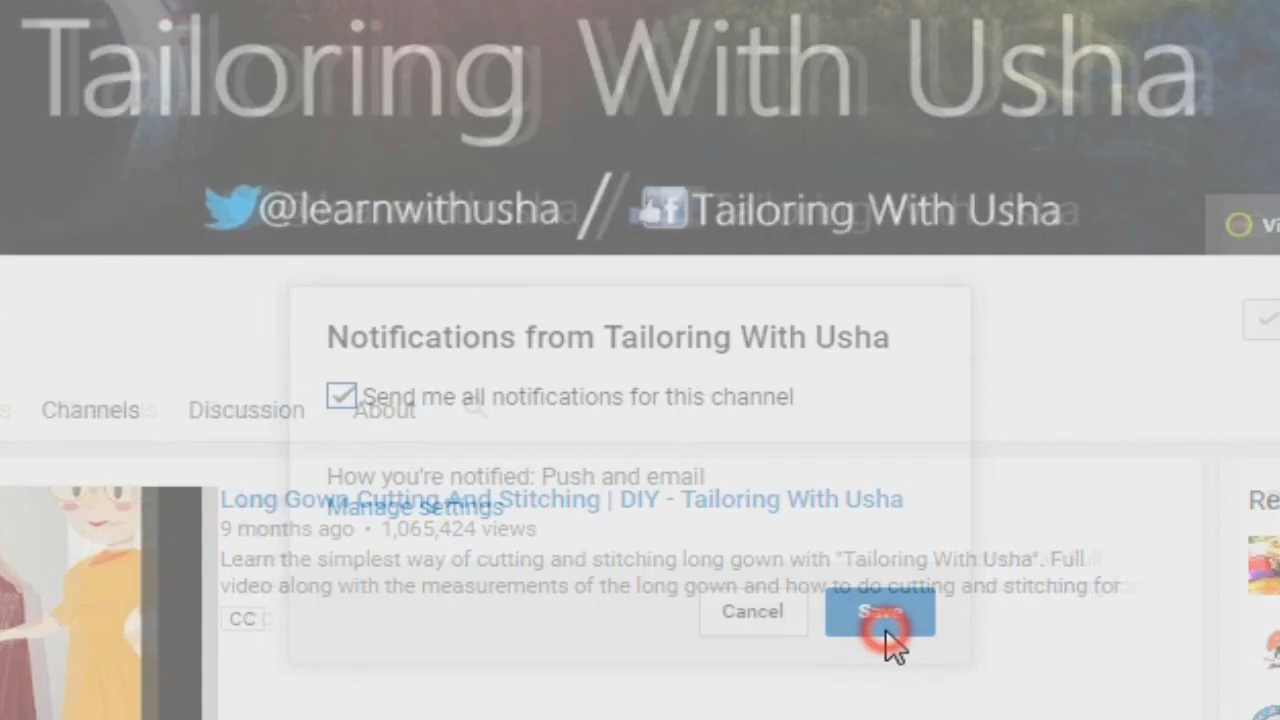 Tailoring With Usha
@learnwithusha // Tailoring With Usha
Notifications from Tailoring With Usha
Send me all notifications for this channel
Channels Discussion About
How you're notified: Push and email
Manage settings
Long Gown Cutting And Stitching | DIY - Tailoring With Usha
9 months ago • 1,065,424 views
Learn the simplest way of cutting and stitching long gown with "Tailoring With Usha". Full
video along with the measurements of the long gown and how to do cutting and stitching for
Cancel Save
CC